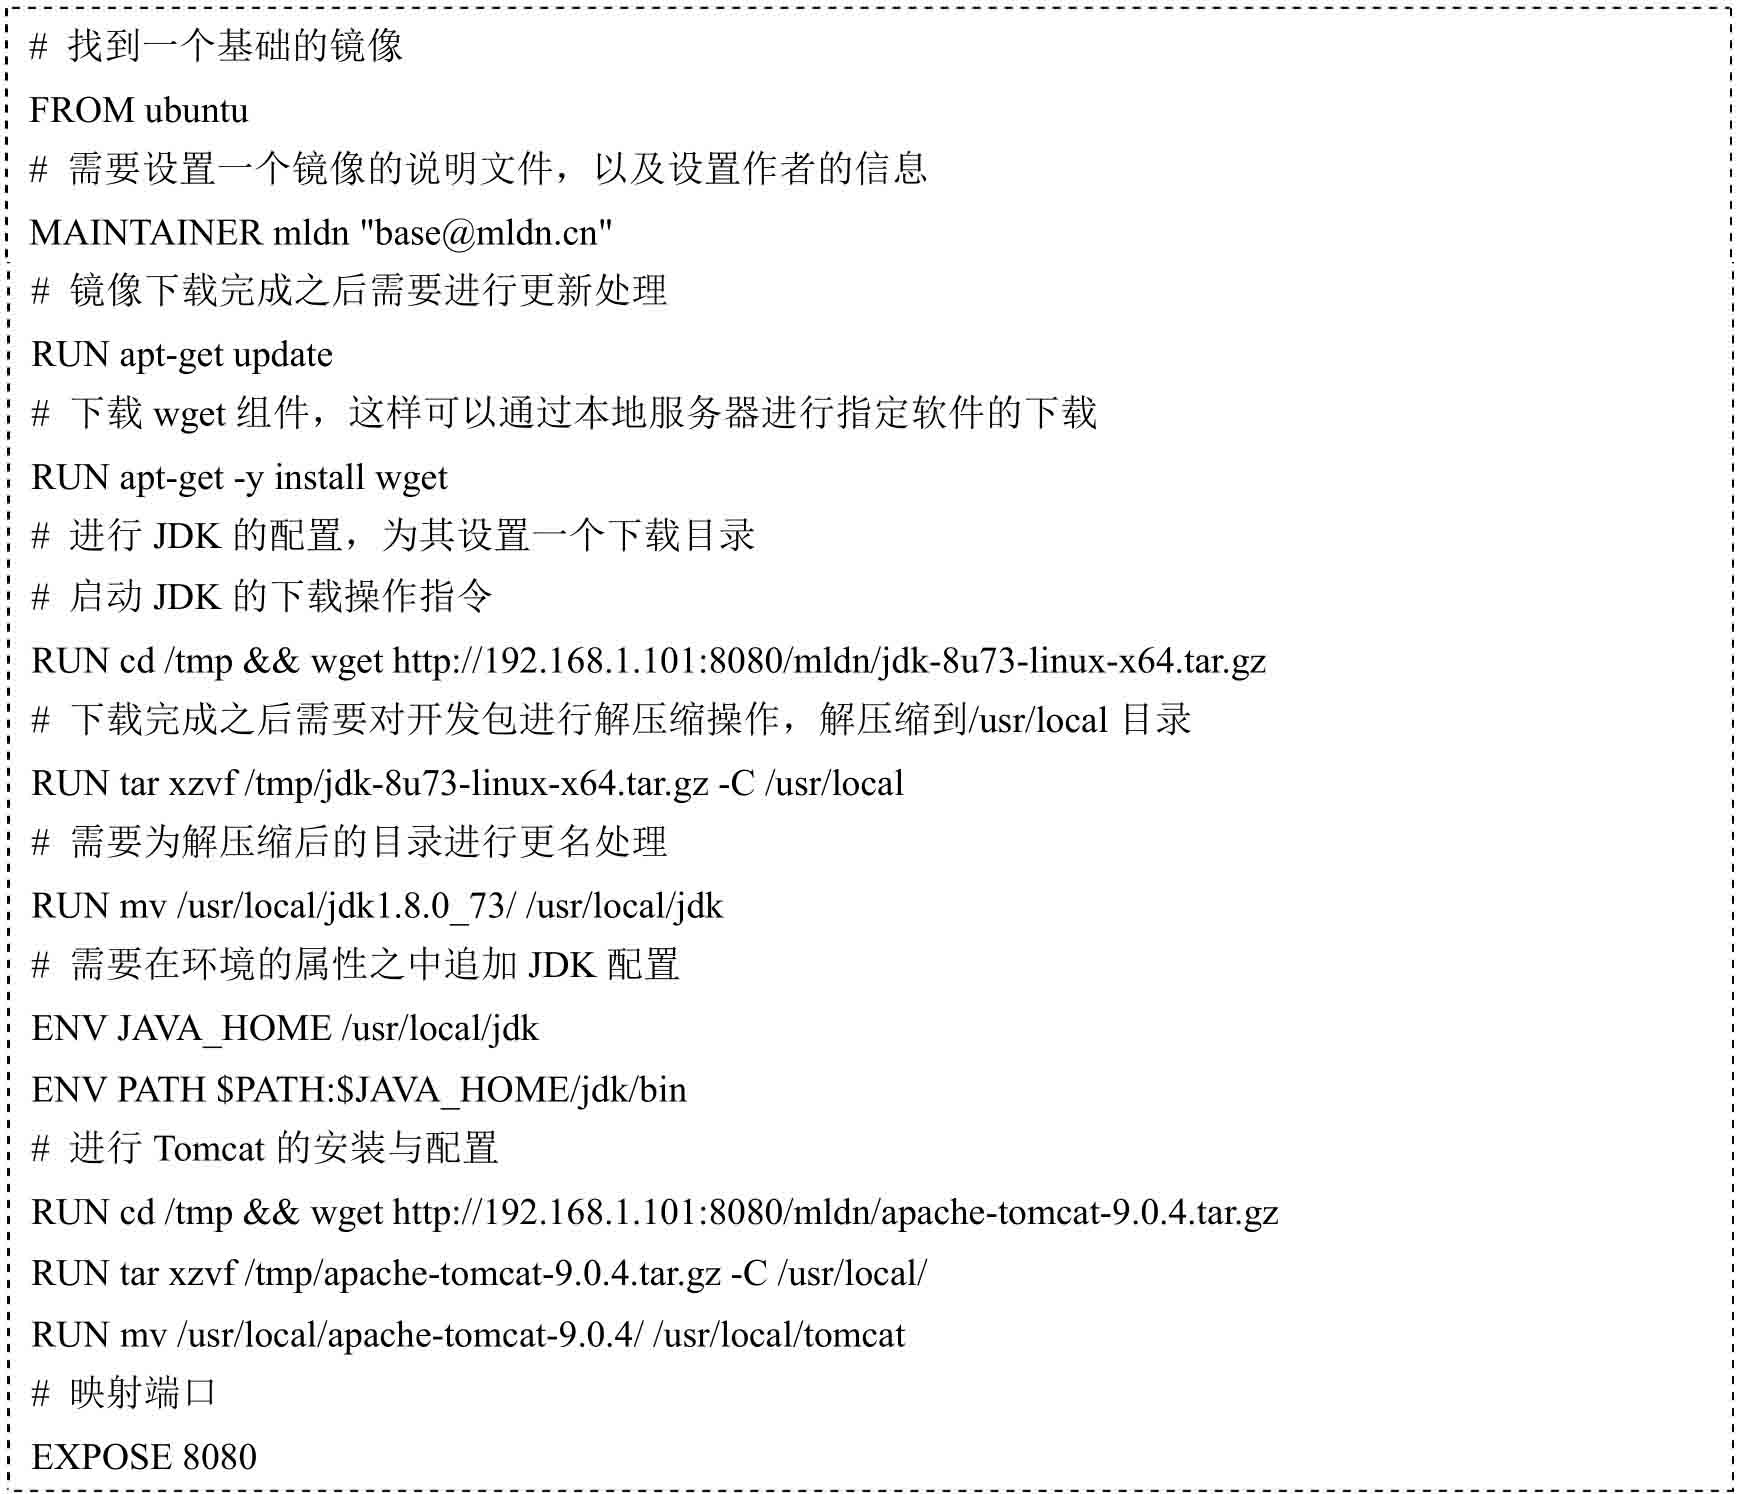 # 找到一个基础的镜像
FROM ubuntu
# 需要设置一个镜像的说明文件，以及设置作者的信息
MAINTAINER mldn "base@mldn.cn"
# 镜像下载完成之后需要进行更新处理
RUN apt-get update
# 下载 wget 组件，这样可以通过本地服务器进行指定软件的下载
RUN apt-get -y install wget
# 进行 JDK 的配置，为其设置一个下载目录
# 启动 JDK 的下载操作指令
RUN cd /tmp && wget http://192.168.1.101:8080/mldn/jdk-8u73-linux-x64.tar.gz
# 下载完成之后需要对开发包进行解压缩操作，解压缩到/usr/local 目录
RUN tar xzvf /tmp/jdk-8u73-linux-x64.tar.gz -C /usr/local
# 需要为解压缩后的目录进行更名处理
RUN mv /usr/local/jdk1.8.0_73/ /usr/local/jdk
# 需要在环境的属性之中追加 JDK 配置
ENV JAVA_HOME /usr/local/jdk
ENV PATH $PATH:$JAVA_HOME/jdk/bin
# 进行 Tomcat 的安装与配置
RUN cd /tmp && wget http://192.168.1.101:8080/mldn/apache-tomcat-9.0.4.tar.gz
RUN tar xzvf /tmp/apache-tomcat-9.0.4.tar.gz -C /usr/local/
RUN mv /usr/local/apache-tomcat-9.0.4/ /usr/local/tomcat
# 映射端口
EXPOSE 8080